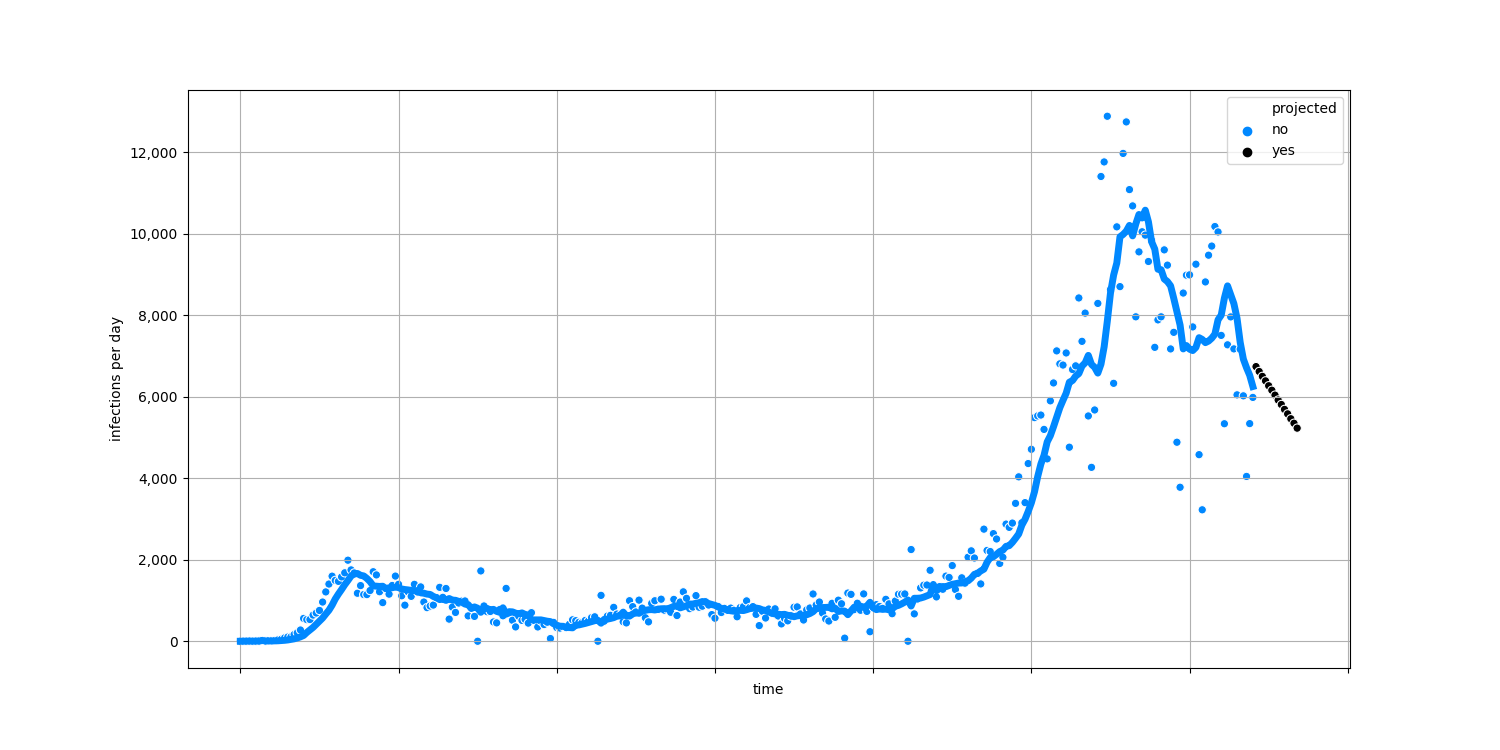 projected
no
yes
12,000
10,000
8,000
6,000
4,000
2,000
0
infections per day
time